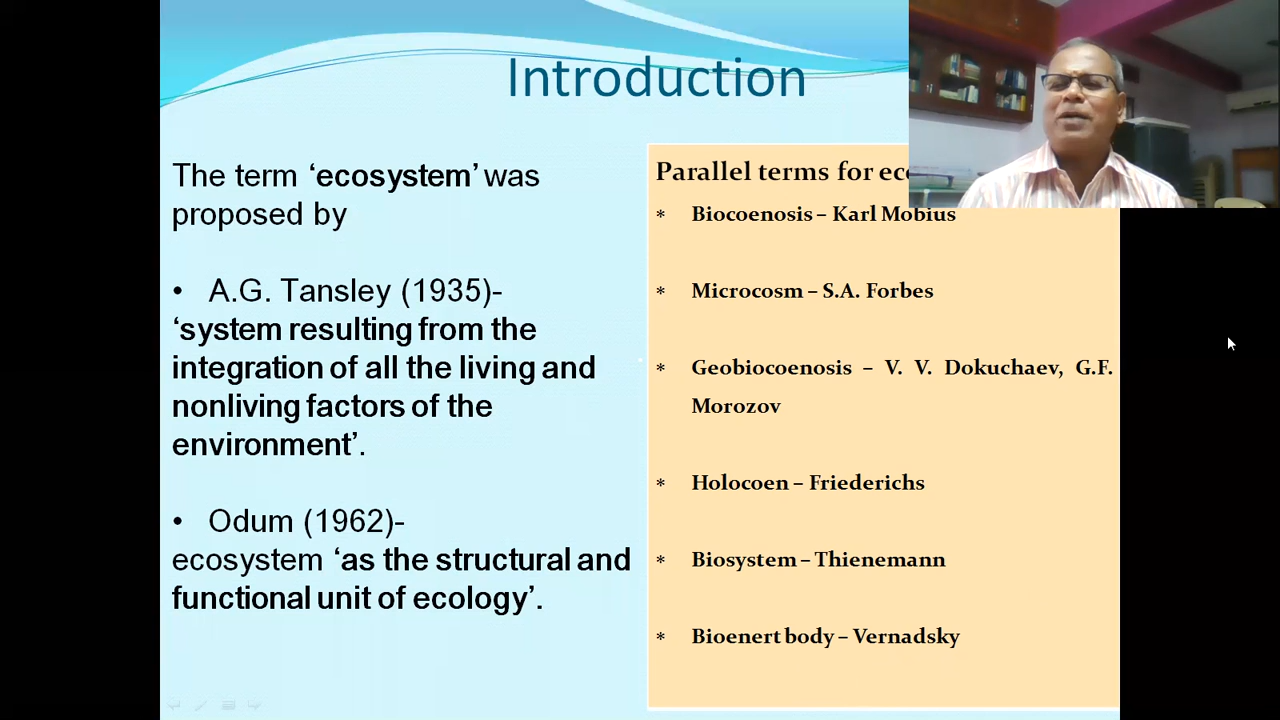 Introduction
The term ‘ecosystem’ was
proposed by
• A.G. Tansley (1935)-
‘system resulting from the
integration of all the living and
nonliving factors of the
environment’.
• Odum (1962)-
ecosystem ‘as the structural and
functional unit of ecology’.
Parallel terms for
* Biocoenosis – Karl Mobius
* Microcosm – S.A. Forbes
* Geobiocoenosis – V. V. Dokuchaev, G.F.
Morozov
* Holocoen – Friederichs
* Biosystem – Thienemann
* Bioenert body – Vernadsky